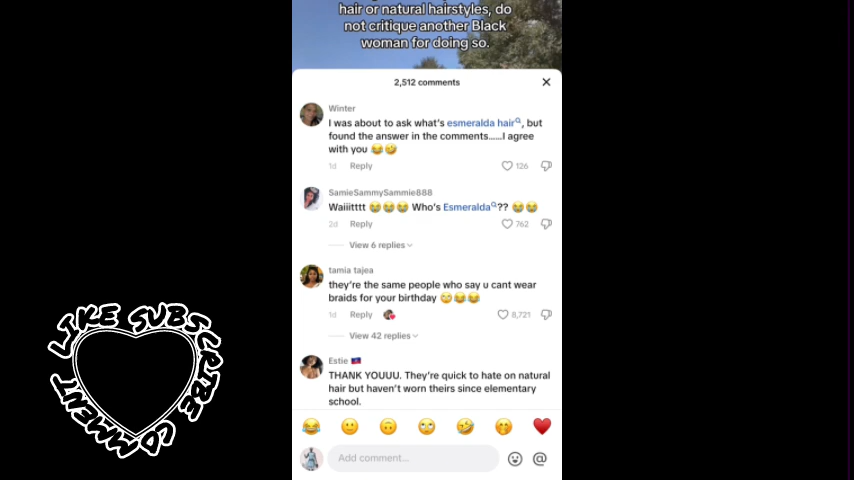 hair or natural hairstyles, do
not critique another Black
woman for doing so.
2,512 comments
Winter
I was about to ask what's esmeralda hair, but
found the answer in the comments......I agree
with you 😂🤣
1d Reply 126
SamieSammySammie888
Waiiitttt 😭😭😭 Who's Esmeralda?? 😭😭
2d Reply 762
View 6 replies
tamia tajea
they're the same people who say u cant wear
braids for your birthday 🙄😂😂
1d Reply 8,721
View 42 replies
Estie 🇭🇹
THANK YOUUU. They're quick to hate on natural
hair but haven't worn theirs since elementary
school.
😂🙂🙃🙄🤣🤭❤️
Add comment...
LIKE SUBSCRIBE COMMENT